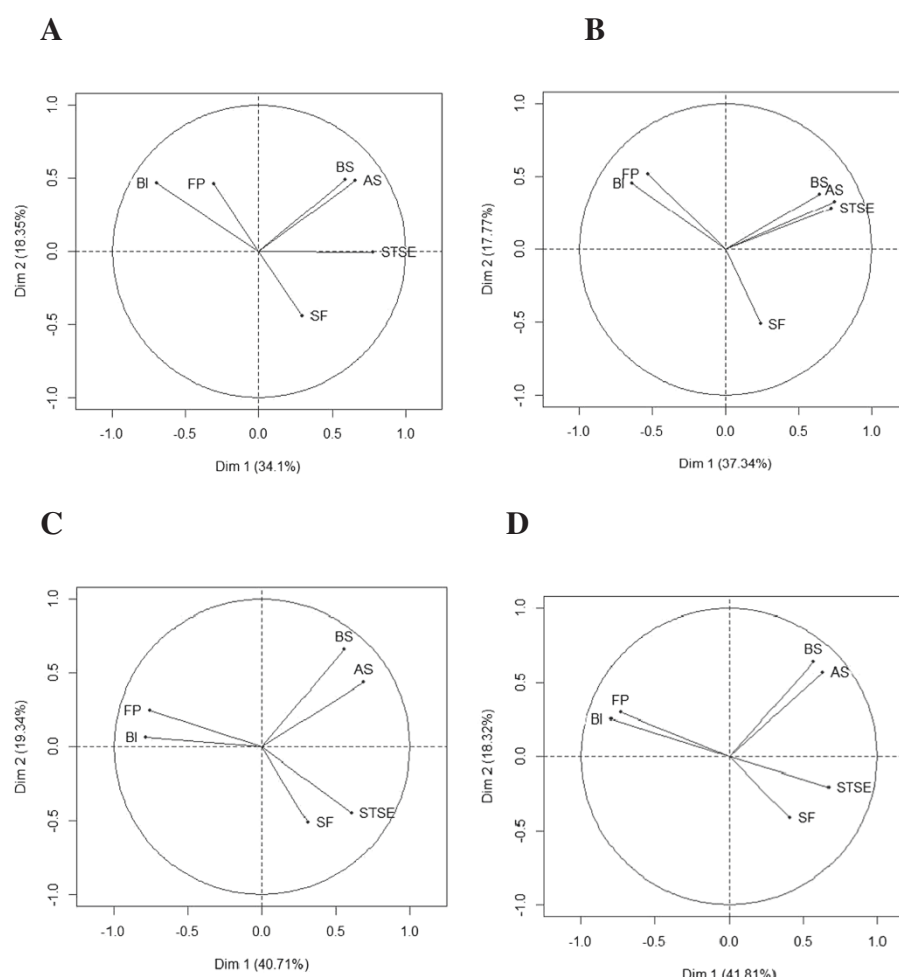 A
B
1.0
0.5
0.0
-0.5
-1.0
Dim 2 (18.35%)
BI
FP
BS
AS
STSE
SF
-1.0 -0.5 0.0 0.5 1.0
Dim 1 (34.1%)
1.0
0.5
0.0
-0.5
-1.0
Dim 2 (17.77%)
FP
BI
BS
AS
STSE
SF
-1.0 -0.5 0.0 0.5 1.0
Dim 1 (37.34%)
C
D
1.0
0.5
0.0
-0.5
-1.0
Dim 2 (19.34%)
BS
AS
FP
BI
STSE
SF
-1.0 -0.5 0.0 0.5 1.0
Dim 1 (40.71%)
1.0
0.5
0.0
-0.5
-1.0
Dim 2 (18.32%)
BS
AS
FP
BI
STSE
SF
-1.0 -0.5 0.0 0.5 1.0
Dim 1 (41.81%)